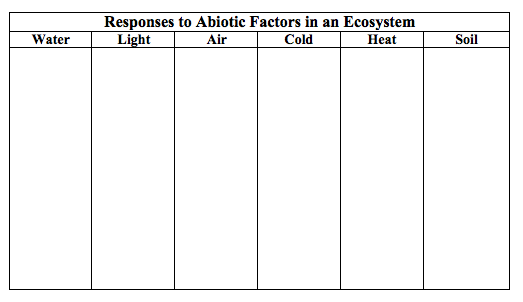 Responses to Abiotic Factors in an Ecosystem
Water Light Air Cold Heat Soil